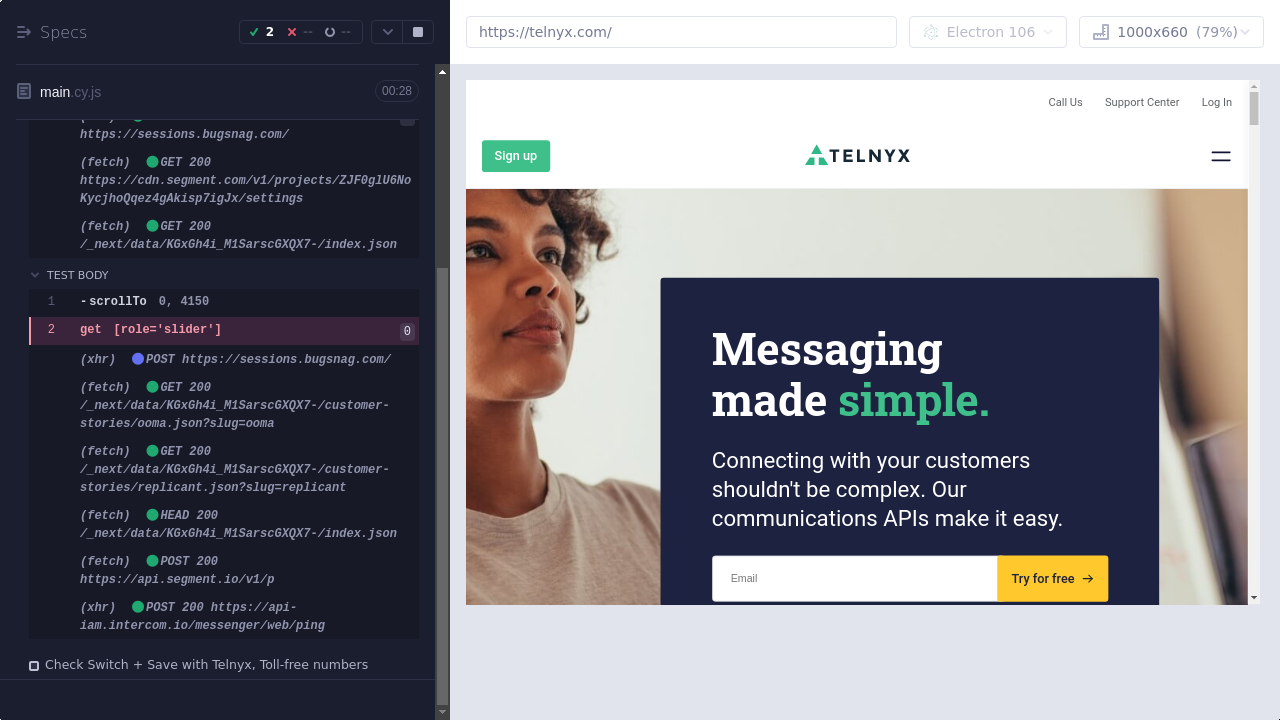 Specs
2
--
--
main.cy.js
00:28
https://sessions.bugsnag.com/
(fetch) GET 200
https://cdn.segment.com/v1/projects/ZJF0glU6No
KycjhoQqez4gAkisp7igJx/settings
(fetch) GET 200
/_next/data/KGxGh4i_M1SarscGXQX7-/index.json
TEST BODY
1 -scrollTo 0, 4150
2 get [role='slider'] 0
(xhr) POST https://sessions.bugsnag.com/
(fetch) GET 200
/_next/data/KGxGh4i_M1SarscGXQX7-/customer-
stories/ooma.json?slug=ooma
(fetch) GET 200
/_next/data/KGxGh4i_M1SarscGXQX7-/customer-
stories/replicant.json?slug=replicant
(fetch) HEAD 200
/_next/data/KGxGh4i_M1SarscGXQX7-/index.json
(fetch) POST 200
https://api.segment.io/v1/p
(xhr) POST 200 https://api-
iam.intercom.io/messenger/web/ping
Check Switch + Save with Telnyx, Toll-free numbers
https://telnyx.com/
Electron 106
1000x660 (79%)
Call Us
Support Center
Log In
Sign up
TELNYX
Messaging
made simple.
Connecting with your customers
shouldn't be complex. Our
communications APIs make it easy.
Email
Try for free →